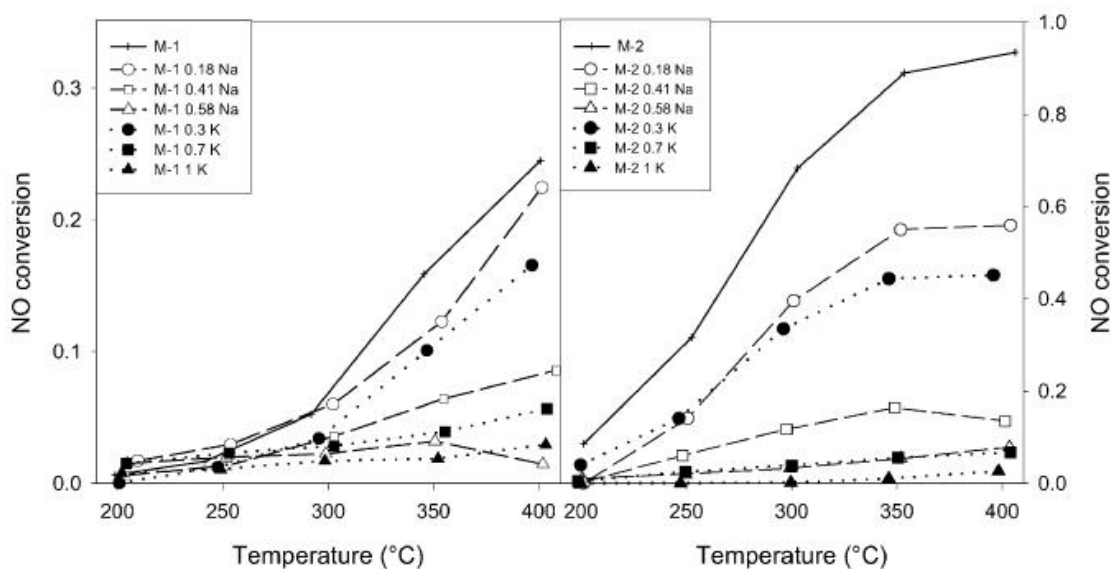 M-1
M-1 0.18 Na
M-1 0.41 Na
M-1 0.58 Na
M-1 0.3 K
M-1 0.7 K
M-1 1 K
NO conversion
0.3
0.2
0.1
0.0
200
250
300
350
400
Temperature (°C)
M-2
M-2 0.18 Na
M-2 0.41 Na
M-2 0.58 Na
M-2 0.3 K
M-2 0.7 K
M-2 1 K
1.0
0.8
0.6
0.4
0.2
0.0
NO conversion
200
250
300
350
400
Temperature (°C)